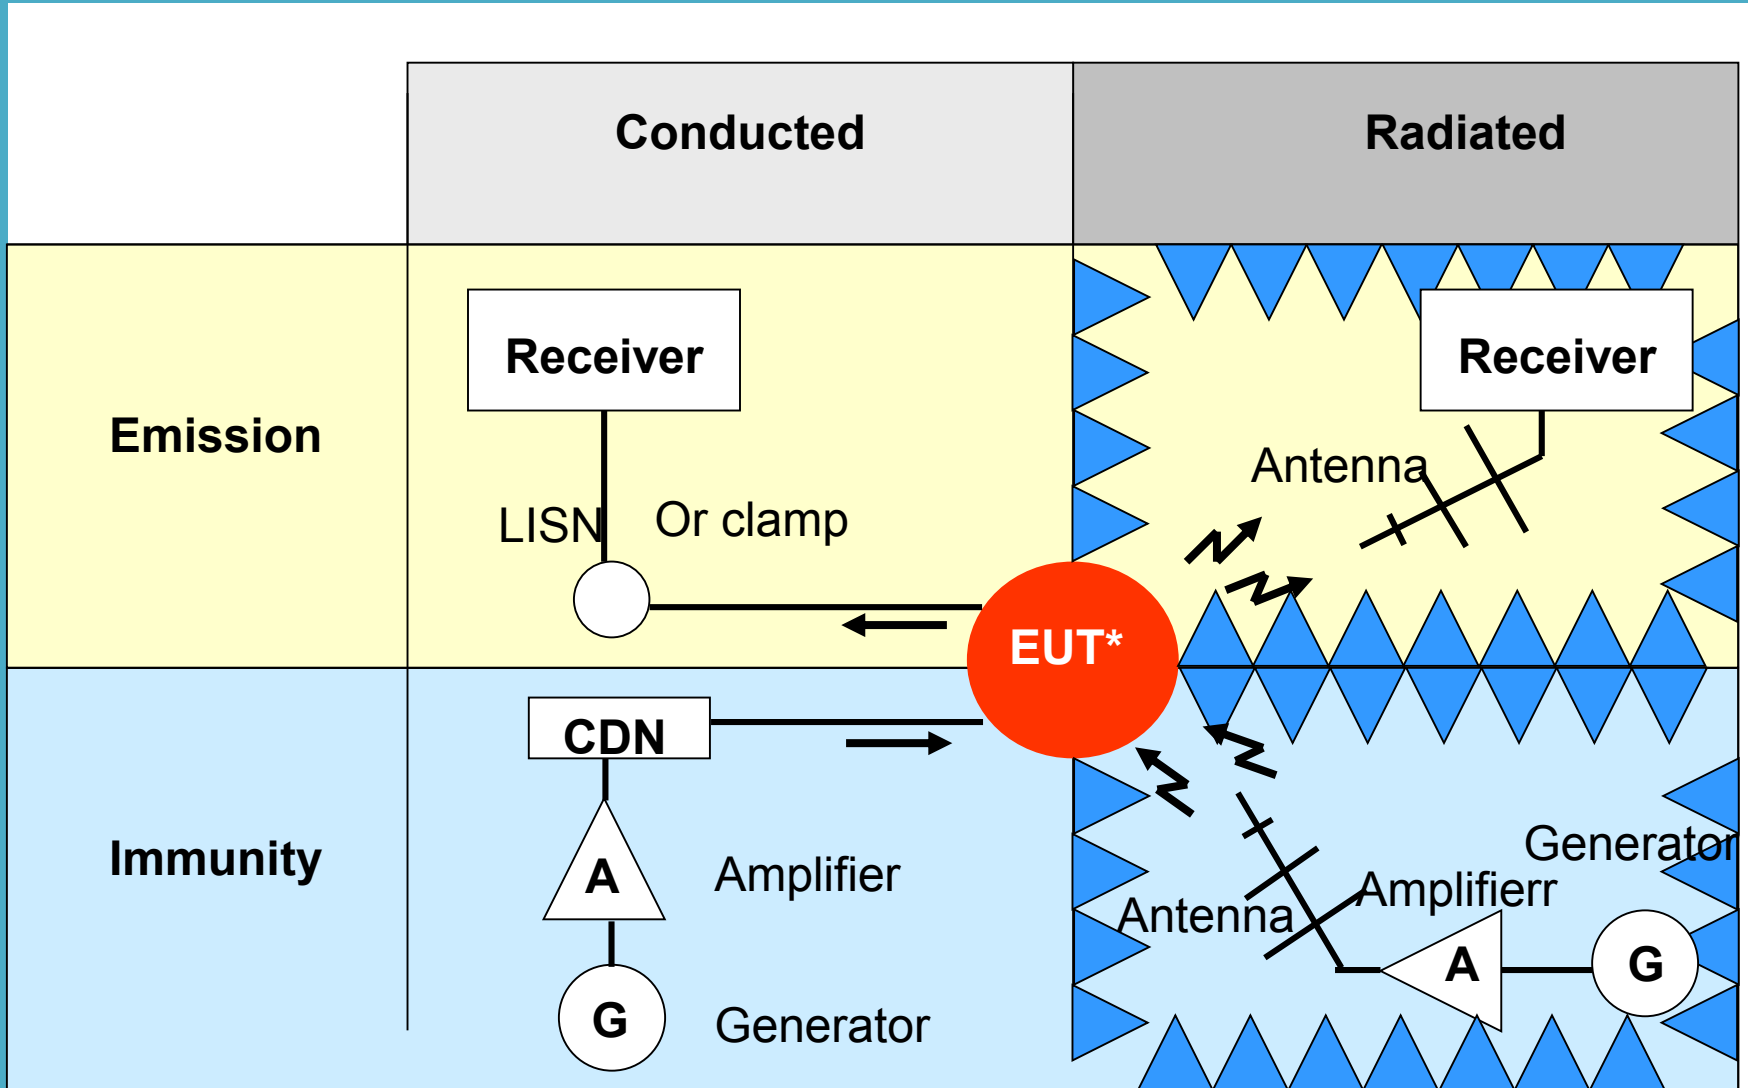 Conducted
Radiated
Emission
Receiver
LISN
Or clamp
Receiver
Antenna
EUT*
Immunity
CDN
A
Amplifier
G
Generator
Antenna
Amplifierr
Generator
A
G